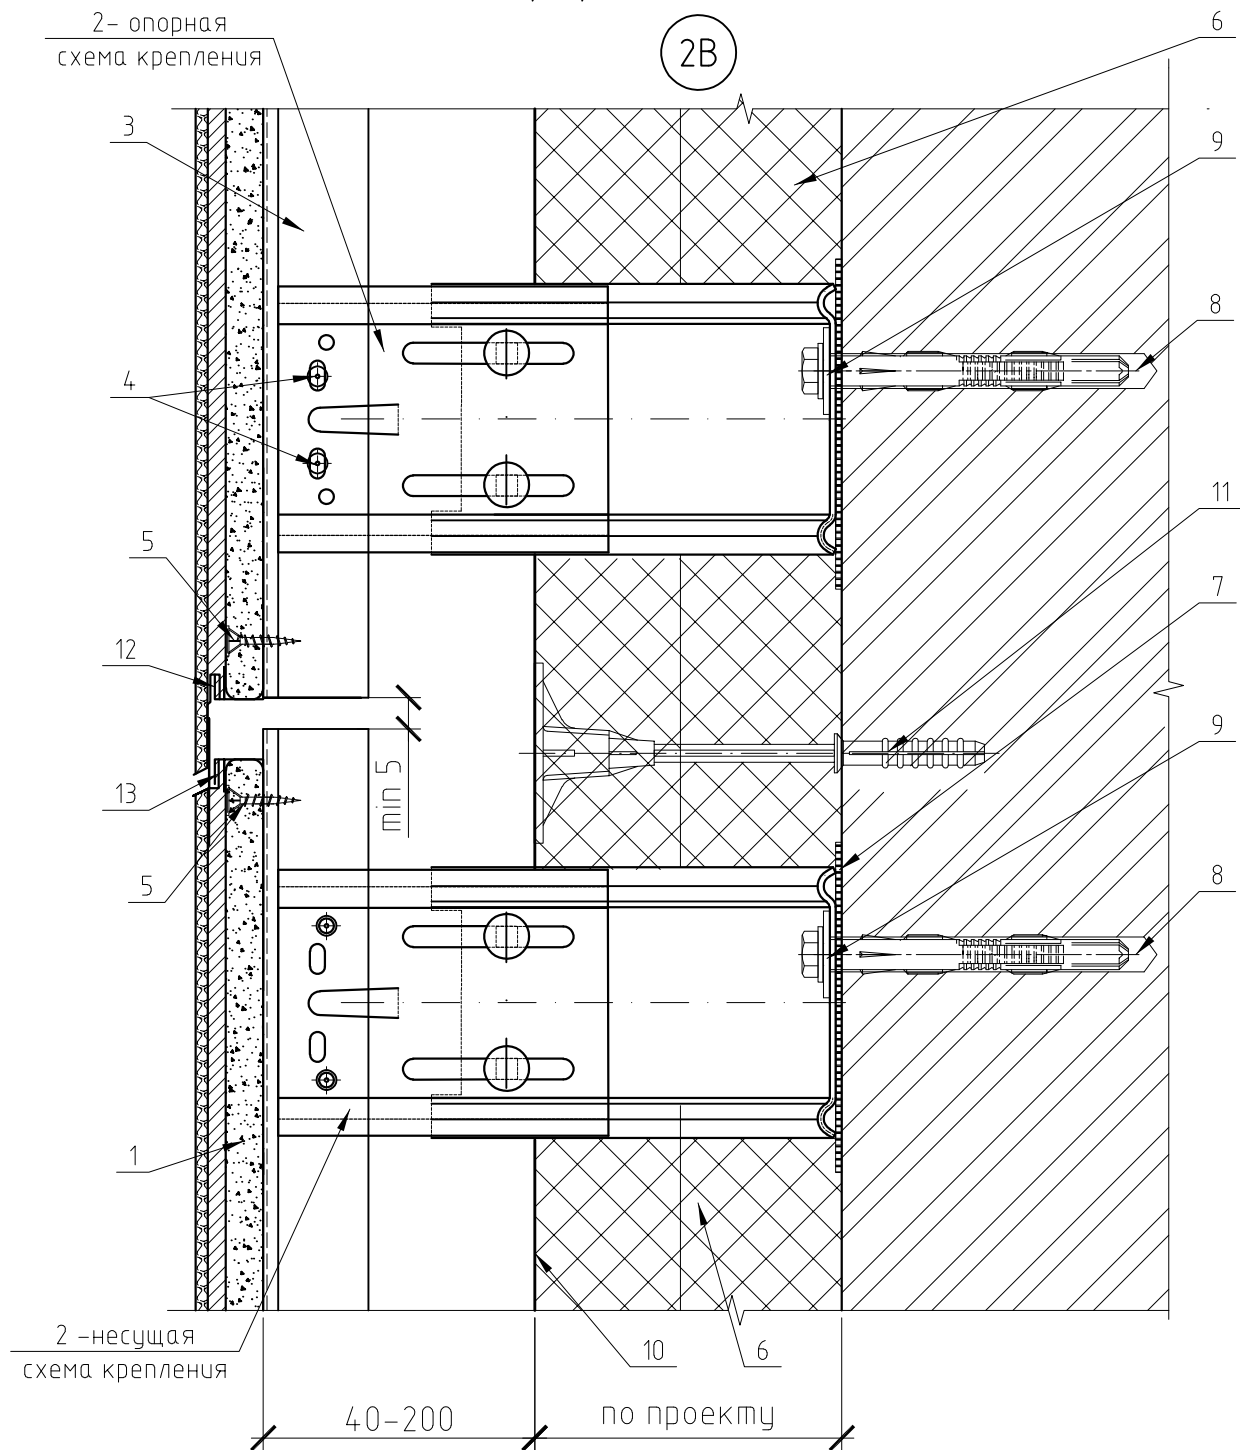 2- опорная
схема крепления
2В
6
3
9
8
4
11
5
7
12
9
13
min 5
5
8
1
2 -несущая
схема крепления
10
6
40-200
по проекту